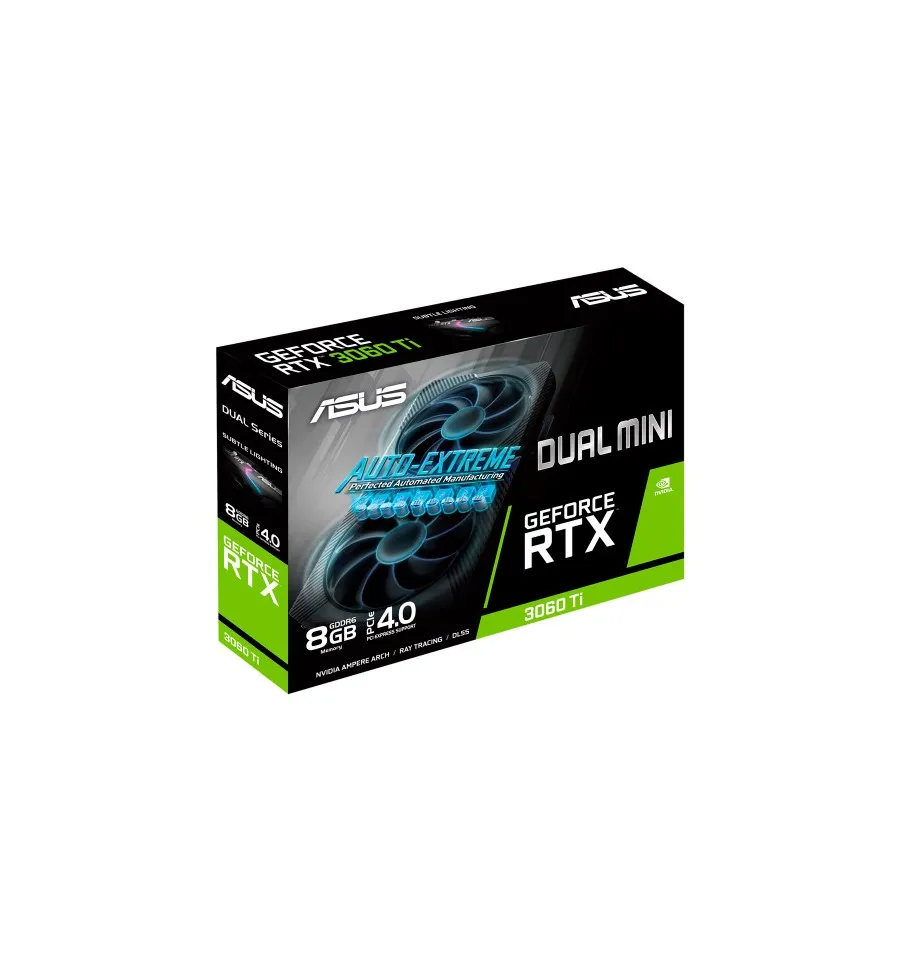 GEFORCE
RTX 3060 Ti
SUBTLE LIGHTING
ASUS
ASUS
DUAL Series
SUBTLE LIGHTING
8GB
PCIe 4.0
GEFORCE
RTX
3060 Ti
ASUS
AUTO-EXTREME
Perfected Automated Manufacturing
DUAL MINI
NVIDIA
GEFORCE
RTX
3060 Ti
8GB GDDR6
Memory
PCIe 4.0
PCI EXPRESS SUPPORT
NVIDIA AMPERE ARCH / RAY TRACING / DLSS